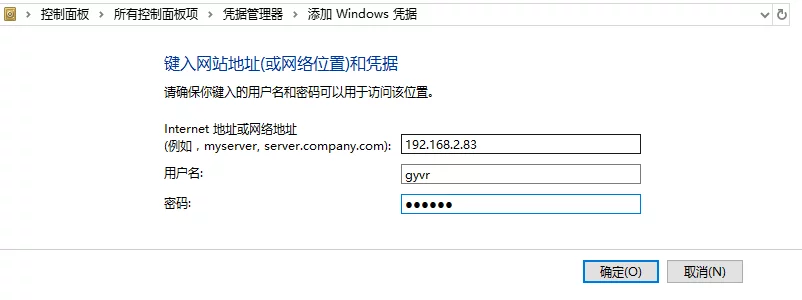 控制面板 > 所有控制面板项 > 凭据管理器 > 添加 Windows 凭据
键入网站地址(或网络位置)和凭据
请确保你键入的用户名和密码可以用于访问该位置。
Internet 地址或网络地址
(例如，myserver, server.company.com): 192.168.2.83
用户名: gyvr
密码: ●●●●●●
确定(O) 取消(N)